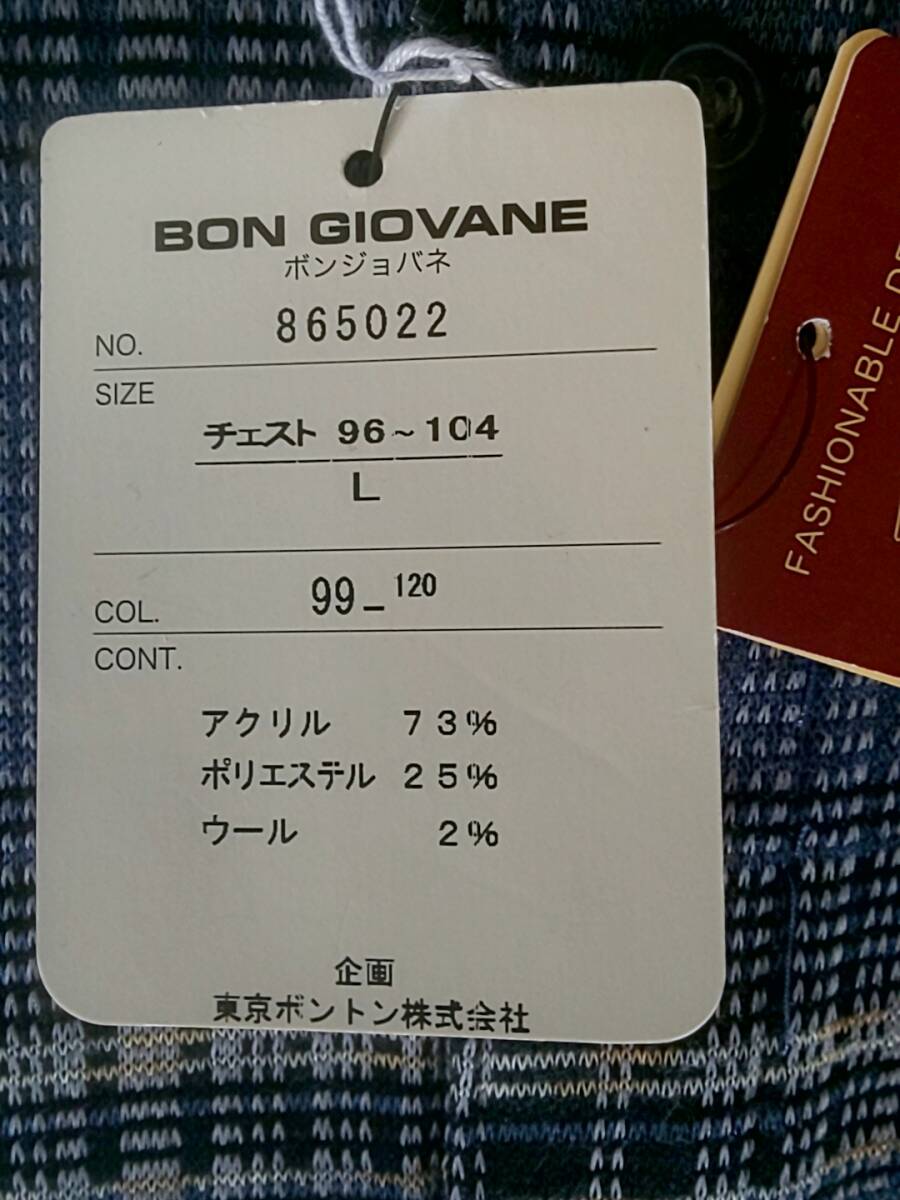 BON GIOVANE
ボンジョバネ
NO. 865022
SIZE
チェスト 96~104
L
COL. 99_120
CONT.
アクリル 73%
ポリエステル 25%
ウール 2%
企画
東京ボントン株式会社
FASHIONABLE